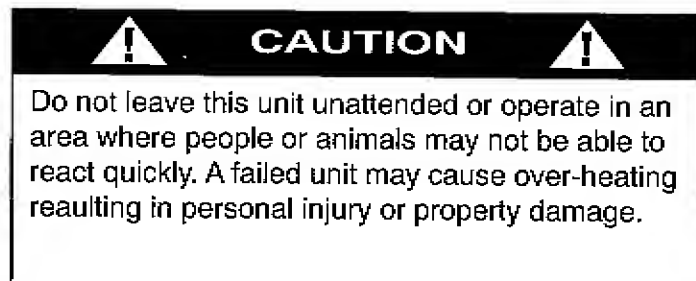 CAUTION
Do not leave this unit unattended or operate in an
area where people or animals may not be able to
react quickly. A failed unit may cause over-heating
reaulting in personal injury or property damage.